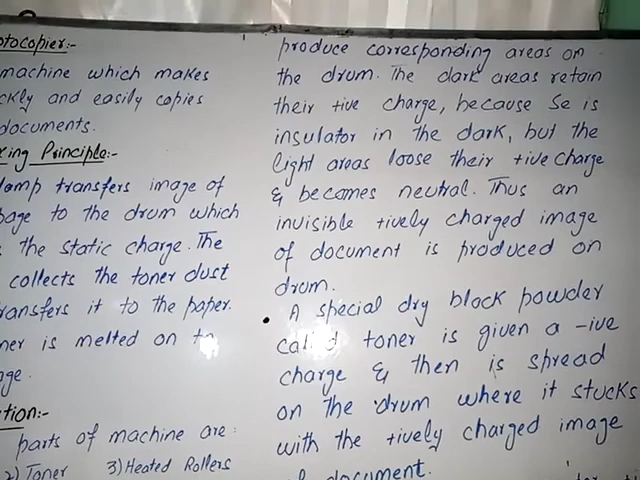 otocopier:-
machine which makes
ckly and easily copies
documents.
king Principle:-
lamp transfers image of
page to the drum which
the static charge. The
collects the toner dust
ransfers it to the paper.
ner is melted on to
age.
tion:-
parts of machine are:
2) Toner 3) Heated Rollers
produce corresponding areas on
the drum. The dark areas retain
their +ive charge, because Se is
insulator in the dark, but the
light areas loose their +ive charge
& becomes neutral. Thus an
invisible +ively charged image
of document is produced on
drum.
• A special dry black powder
called toner is given a -ive
charge & then is spread
on the drum where it stucks
with the +ively charged image
of document.